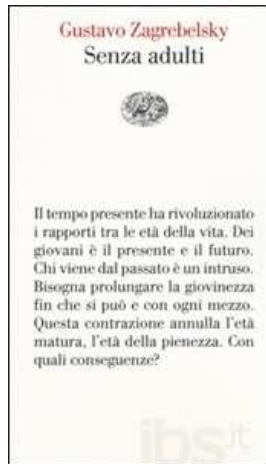 Gustavo Zagrebelsky
Senza adulti
Il tempo presente ha rivoluzionato
i rapporti tra le età della vita. Dei
giovani è il presente e il futuro.
Chi viene dal passato è un intruso.
Bisogna prolungare la giovinezza
fin che si può e con ogni mezzo.
Questa contrazione annulla l'età
matura, l'età della pienezza. Con
quali conseguenze?
ibs.it